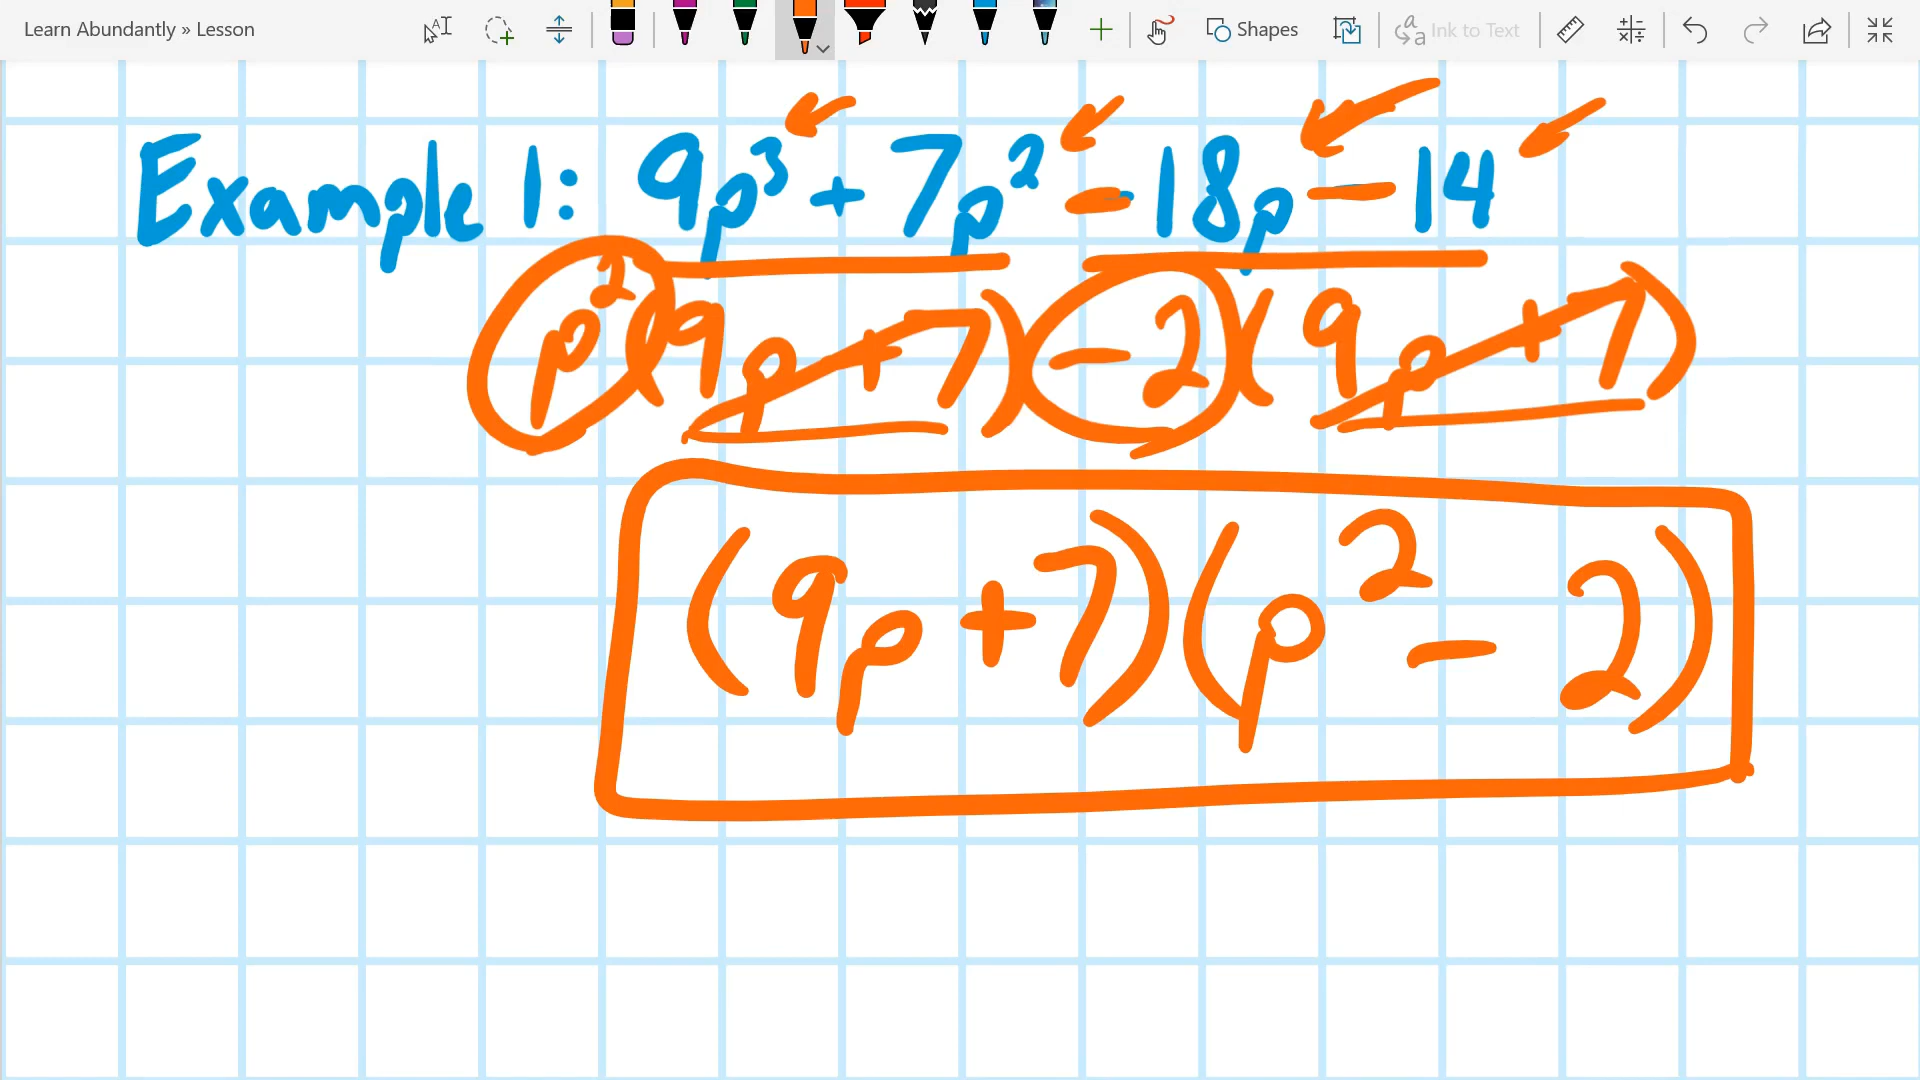 Learn Abundantly » Lesson
Shapes
Ink to Text
Example 1: 9p³ + 7p² - 18p - 14
p²(9p + 7) - 2(9p + 7)
(9p + 7)(p² - 2)